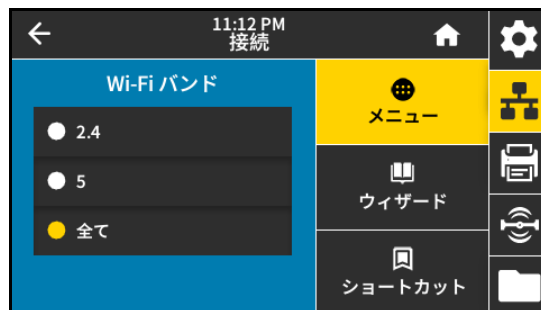 11:12 PM
接続
Wi-Fi バンド
2.4
5
全て
メニュー
ウィザード
ショートカット